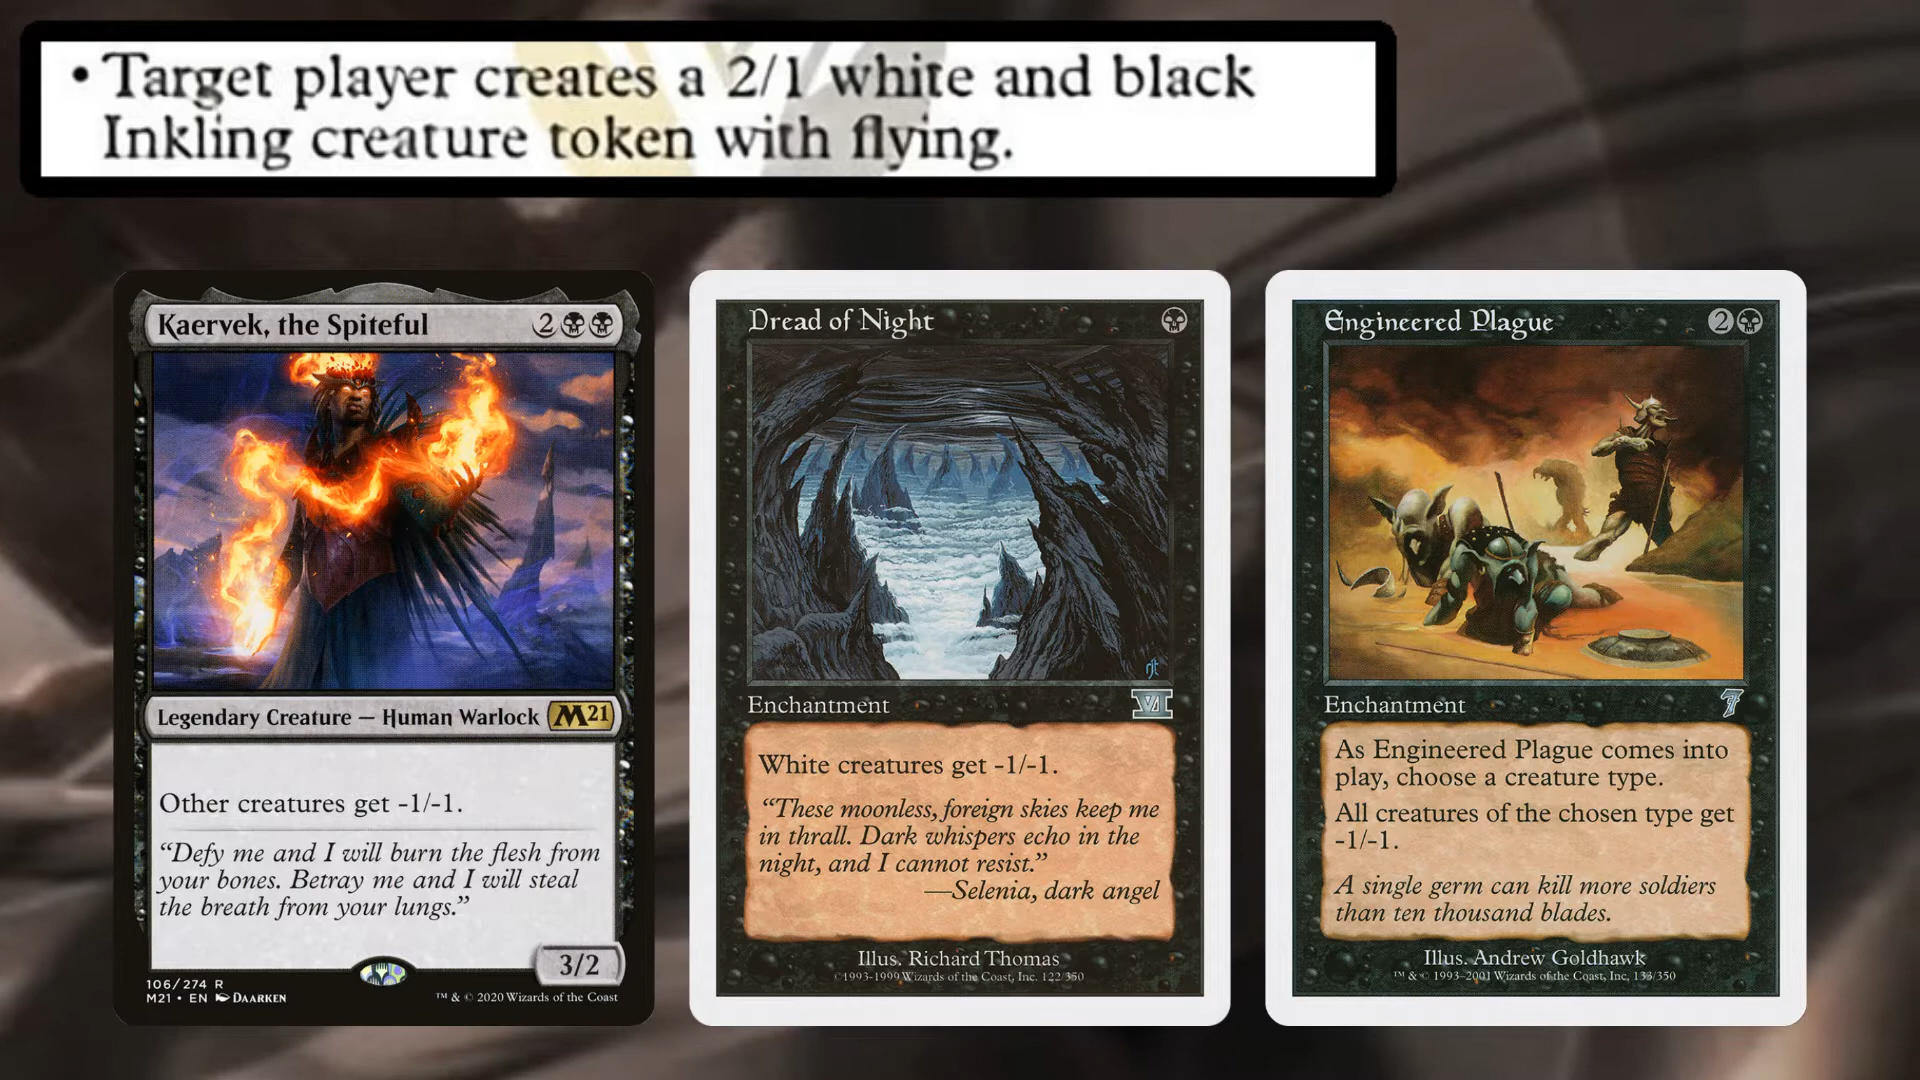 • Target player creates a 2/1 white and black
Inkling creature token with flying.
Kaervek, the Spiteful 2
Legendary Creature — Human Warlock M21
Other creatures get -1/-1.
“Defy me and I will burn the flesh from
your bones. Betray me and I will steal
the breath from your lungs.”
3/2
106/274 R
M21 • EN DAARKEN
™ & © 2020 Wizards of the Coast
Dread of Night
Enchantment VI
White creatures get -1/-1.
“These moonless, foreign skies keep me
in thrall. Dark whispers echo in the
night, and I cannot resist.”
—Selenia, dark angel
Illus. Richard Thomas
©1993-1999 Wizards of the Coast, Inc. 122/350
Engineered Plague 2
Enchantment 7
As Engineered Plague comes into
play, choose a creature type.
All creatures of the chosen type get
-1/-1.
A single germ can kill more soldiers
than ten thousand blades.
Illus. Andrew Goldhawk
™ & © 1993–2001 Wizards of the Coast, Inc. 133/350